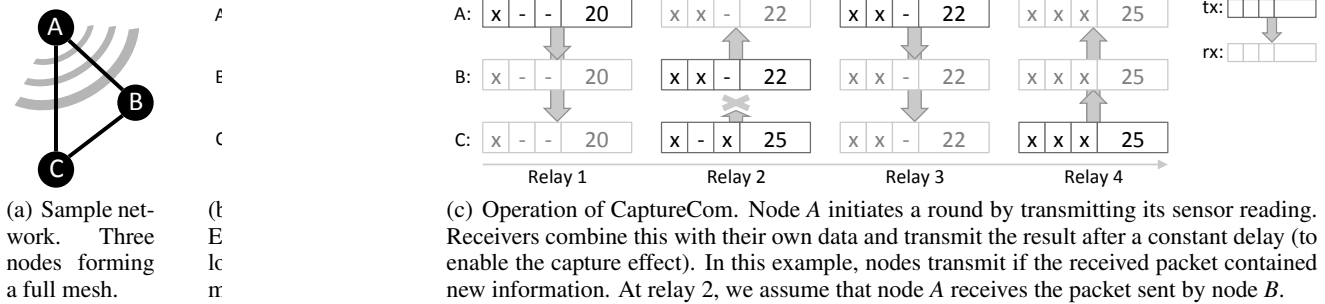 A
B
C
A: x - - 20 x x - 22 x x - 22 x x x 25
B: x - - 20 x x - 22 x x - 22 x x x 25
C: x - - 20 x - x 25 x x - 22 x x x 25
Relay 1 Relay 2 Relay 3 Relay 4
tx:
rx:
(a) Sample net-
work. Three
nodes forming
a full mesh.
(c) Operation of CaptureCom. Node A initiates a round by transmitting its sensor reading.
Receivers combine this with their own data and transmit the result after a constant delay (to
enable the capture effect). In this example, nodes transmit if the received packet contained
new information. At relay 2, we assume that node A receives the packet sent by node B.